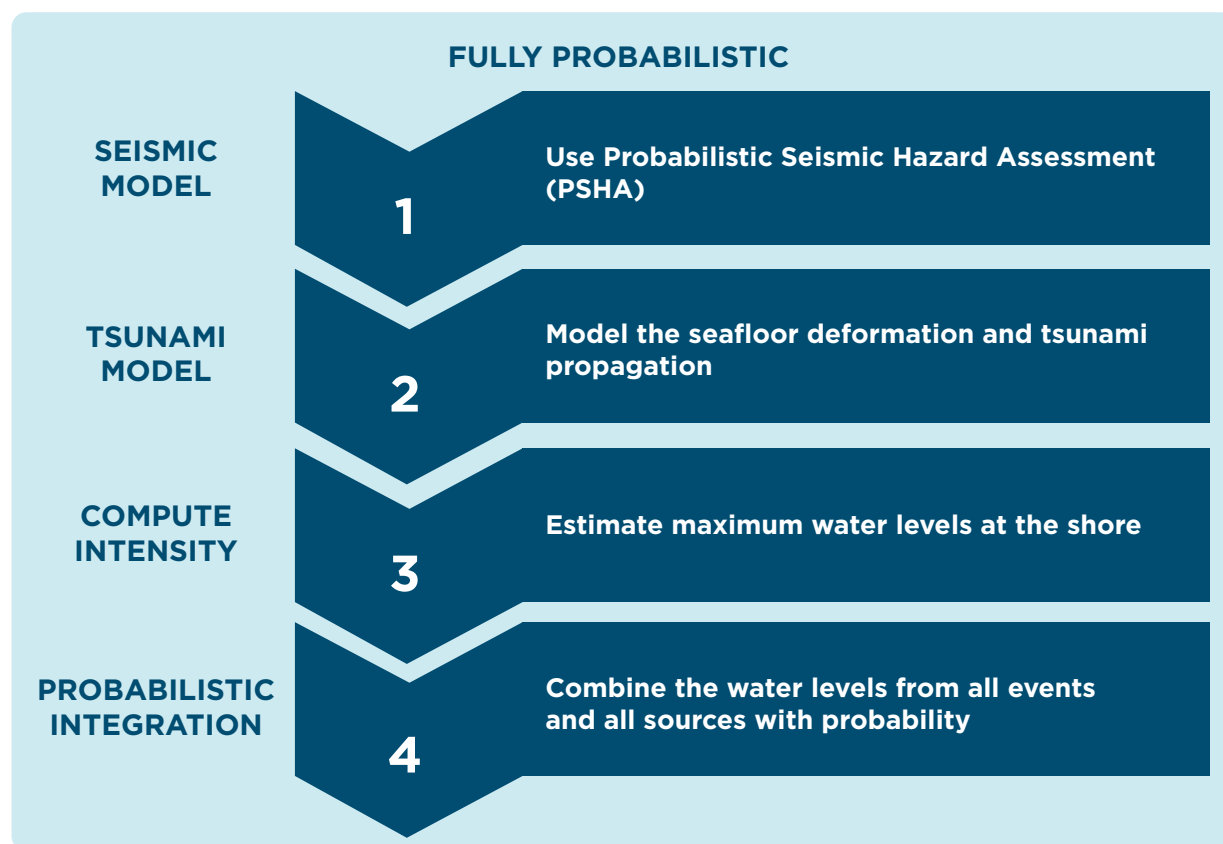 FULLY PROBABILISTIC
SEISMIC
MODEL
1
Use Probabilistic Seismic Hazard Assessment
(PSHA)
TSUNAMI
MODEL
2
Model the seafloor deformation and tsunami
propagation
COMPUTE
INTENSITY
3
Estimate maximum water levels at the shore
PROBABILISTIC
INTEGRATION
4
Combine the water levels from all events
and all sources with probability